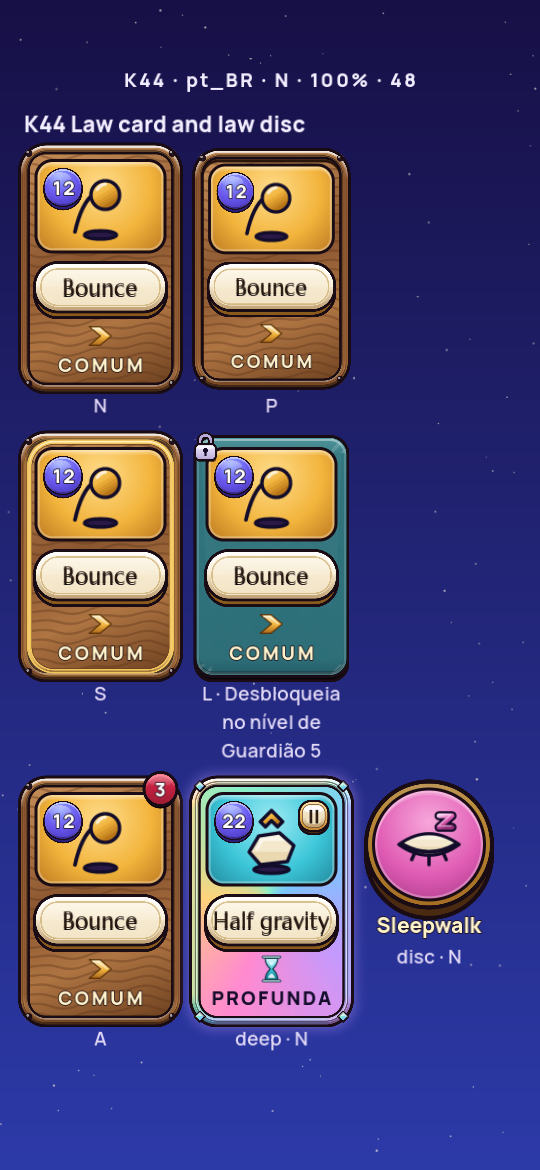 K44 · pt_BR · N · 100% · 48
K44 Law card and law disc
12
12
Bounce
Bounce
COMUM
COMUM
N
P
12
12
Bounce
Bounce
COMUM
COMUM
S
L · Desbloqueia
no nível de
Guardião 5
3
12
22
Z
Bounce
Half gravity
Sleepwalk
COMUM
PROFUNDA
disc · N
A
deep · N